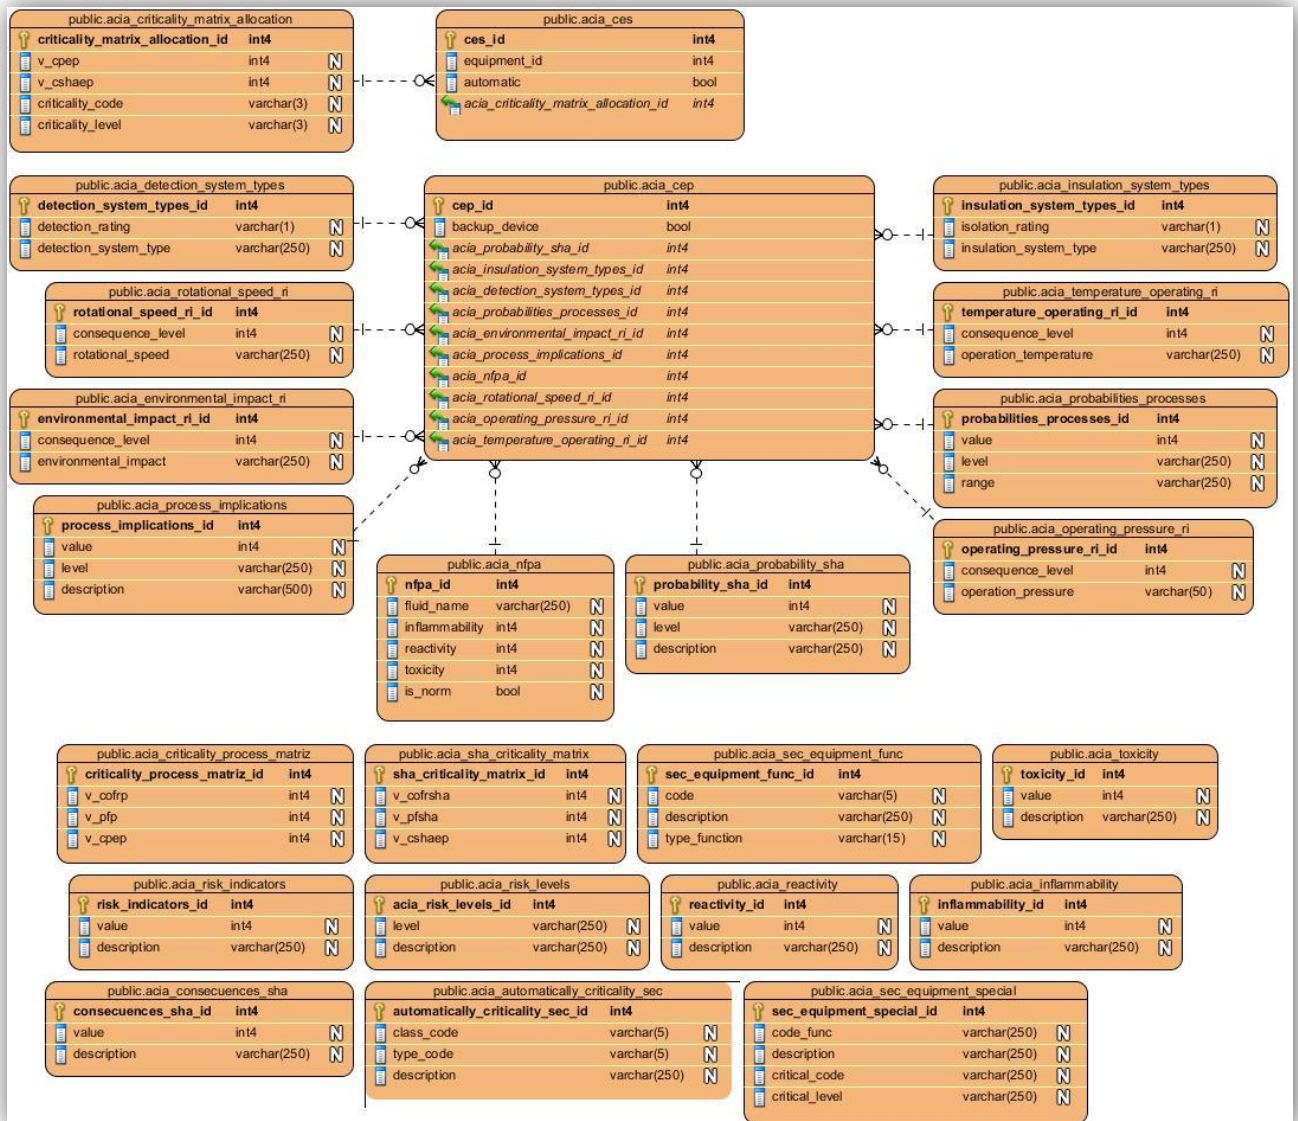 public.acia_criticality_matrix_allocation
criticality_matrix_allocation_id int4
v_cpep int4 N
v_cshaep int4 N
criticality_code varchar(3) N
criticality_level varchar(3) N
public.acia_ces
ces_id int4
equipment_id int4
automatic bool
acia_criticality_matrix_allocation_id int4
public.acia_detection_system_types
detection_system_types_id int4
detection_rating varchar(1) N
detection_system_type varchar(250) N
public.acia_cep
cep_id int4
backup_device bool
acia_probability_sha_id int4
acia_insulation_system_types_id int4
acia_detection_system_types_id int4
acia_probabilities_processes_id int4
acia_environmental_impact_ri_id int4
acia_process_implications_id int4
acia_nfpa_id int4
acia_rotational_speed_ri_id int4
acia_operating_pressure_ri_id int4
acia_temperature_operating_ri_id int4
public.acia_insulation_system_types
insulation_system_types_id int4
isolation_rating varchar(1) N
insulation_system_type varchar(250) N
public.acia_rotational_speed_ri
rotational_speed_ri_id int4
consequence_level int4 N
rotational_speed varchar(250) N
public.acia_temperature_operating_ri
temperature_operating_ri_id int4
consequence_level int4 N
operation_temperature varchar(250) N
public.acia_environmental_impact_ri
environmental_impact_ri_id int4
consequence_level int4 N
environmental_impact varchar(250) N
public.acia_probabilities_processes
probabilities_processes_id int4
value int4 N
level varchar(250) N
range varchar(250) N
public.acia_process_implications
process_implications_id int4
value int4 N
level varchar(250) N
description varchar(500) N
public.acia_nfpa
nfpa_id int4
fluid_name varchar(250) N
inflammability int4 N
reactivity int4 N
toxicity int4 N
is_norm bool N
public.acia_probability_sha
probability_sha_id int4
value int4 N
level varchar(250) N
description varchar(250) N
public.acia_operating_pressure_ri
operating_pressure_ri_id int4
consequence_level int4 N
operation_pressure varchar(50) N
public.acia_criticality_process_matriz
criticality_process_matriz_id int4
v_cofrp int4 N
v_pfp int4 N
v_cpep int4 N
public.acia_sha_criticality_matrix
sha_criticality_matrix_id int4
v_cofrsha int4 N
v_pfsha int4 N
v_cshaep int4 N
public.acia_sec_equipment_func
sec_equipment_func_id int4
code varchar(5) N
description varchar(250) N
type_function varchar(15) N
public.acia_toxicity
toxicity_id int4
value int4 N
description varchar(250) N
public.acia_risk_indicators
risk_indicators_id int4
value int4 N
description varchar(250) N
public.acia_risk_levels
acia_risk_levels_id int4
level varchar(250) N
description varchar(250) N
public.acia_reactivity
reactivity_id int4
value int4 N
description varchar(250) N
public.acia_inflammability
inflammability_id int4
value int4 N
description varchar(250) N
public.acia_consecuences_sha
consecuences_sha_id int4
value int4 N
description varchar(250) N
public.acia_automatically_criticality_sec
automatically_criticality_sec_id int4
class_code varchar(5) N
type_code varchar(5) N
description varchar(250) N
public.acia_sec_equipment_special
sec_equipment_special_id int4
code_func varchar(250) N
description varchar(250) N
critical_code varchar(250) N
critical_level varchar(250) N